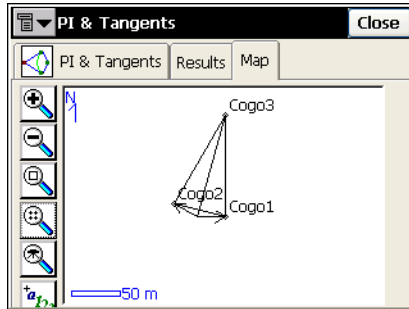 PI & Tangents Close
PI & Tangents Results Map
N
Cogo3
Cogo2
Cogo1
50 m